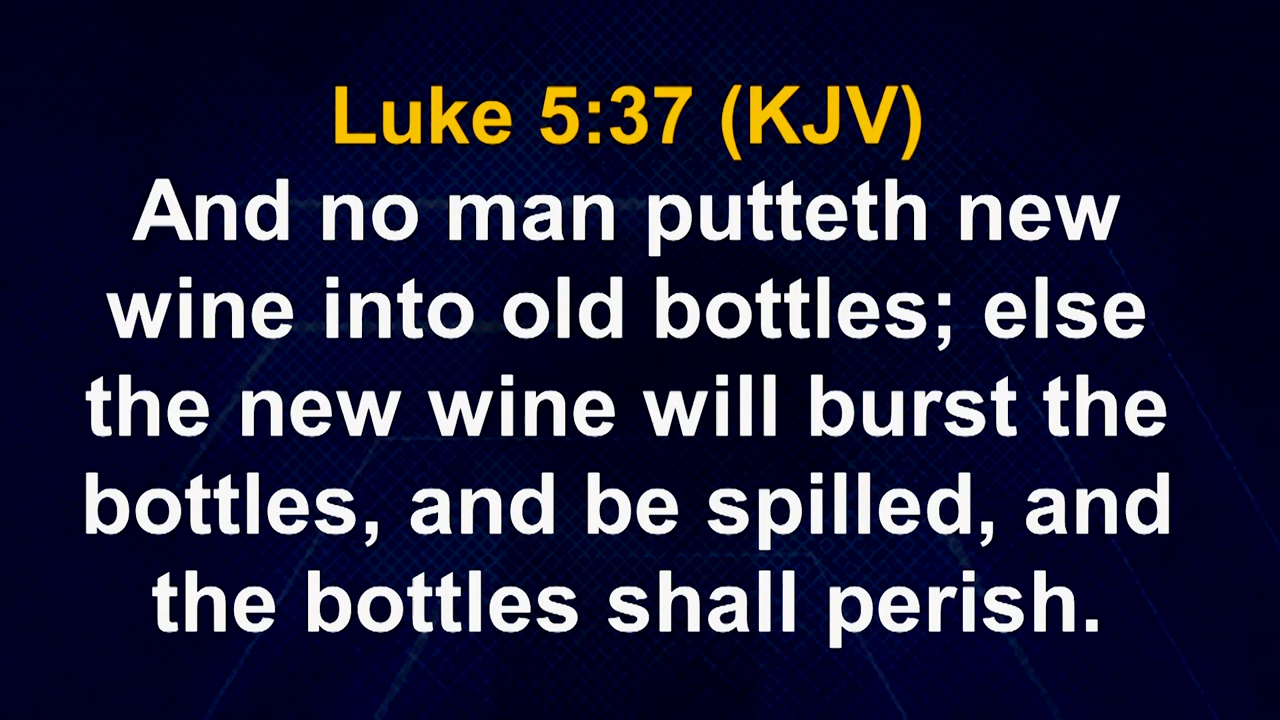 Luke 5:37 (KJV)
And no man putteth new
wine into old bottles; else
the new wine will burst the
bottles, and be spilled, and
the bottles shall perish.